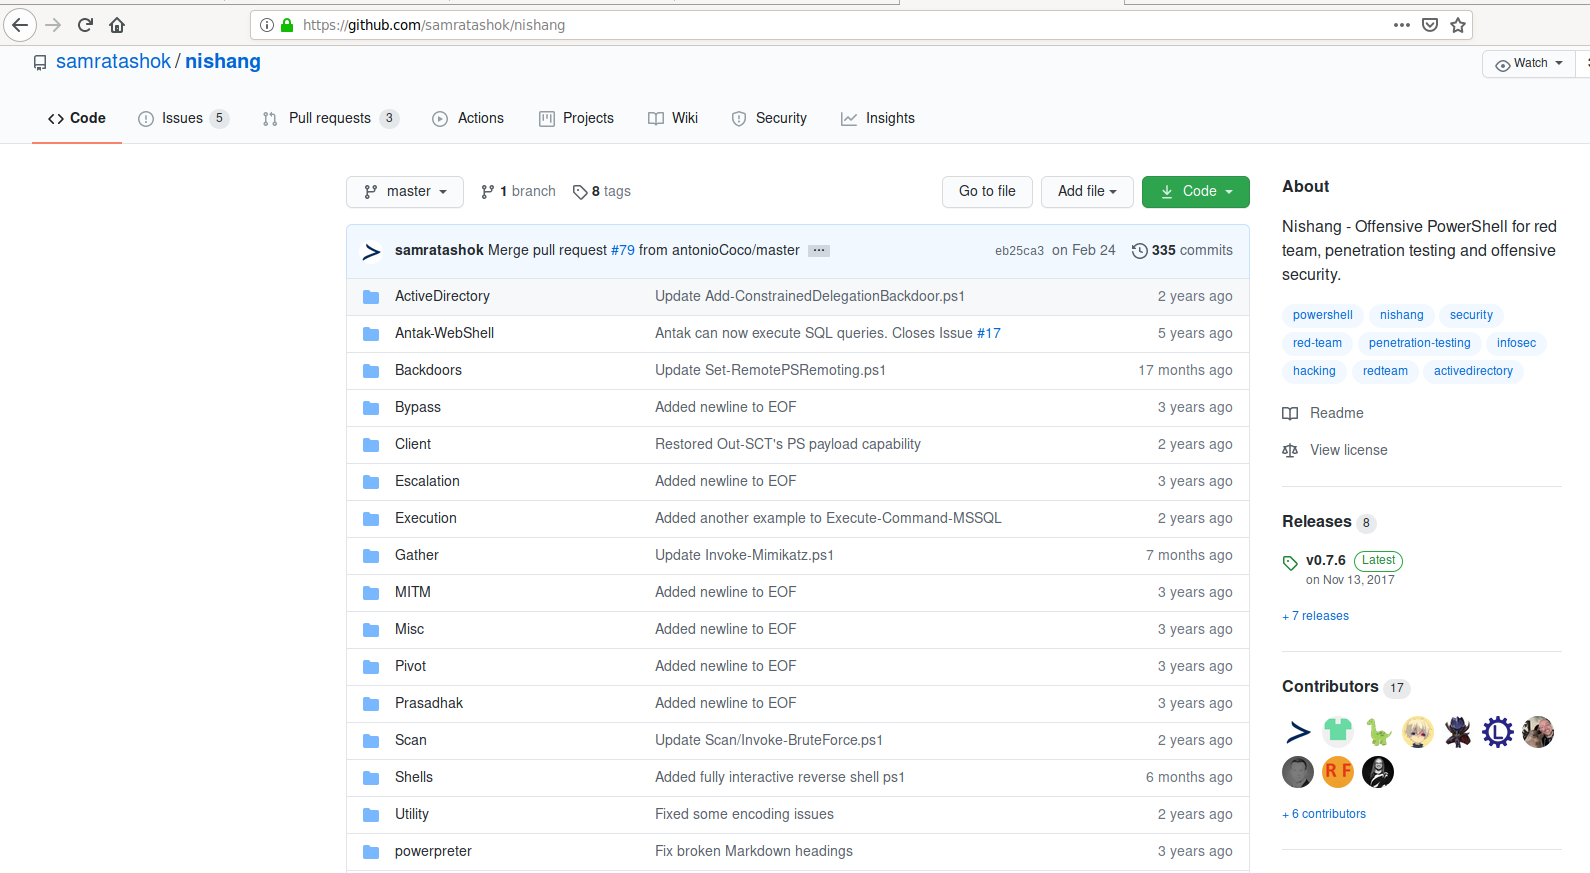 https://github.com/samratashok/nishang
samratashok / nishang
Watch
Code
Issues 5
Pull requests 3
Actions
Projects
Wiki
Security
Insights
master
1 branch
8 tags
Go to file
Add file
Code
samratashok Merge pull request #79 from antonioCoco/master
eb25ca3 on Feb 24
335 commits
ActiveDirectory Update Add-ConstrainedDelegationBackdoor.ps1 2 years ago
Antak-WebShell Antak can now execute SQL queries. Closes Issue #17 5 years ago
Backdoors Update Set-RemotePSRemoting.ps1 17 months ago
Bypass Added newline to EOF 3 years ago
Client Restored Out-SCT's PS payload capability 2 years ago
Escalation Added newline to EOF 3 years ago
Execution Added another example to Execute-Command-MSSQL 2 years ago
Gather Update Invoke-Mimikatz.ps1 7 months ago
MITM Added newline to EOF 3 years ago
Misc Added newline to EOF 3 years ago
Pivot Added newline to EOF 3 years ago
Prasadhak Added newline to EOF 3 years ago
Scan Update Scan/Invoke-BruteForce.ps1 2 years ago
Shells Added fully interactive reverse shell ps1 6 months ago
Utility Fixed some encoding issues 2 years ago
powerpreter Fix broken Markdown headings 3 years ago
About
Nishang - Offensive PowerShell for red
team, penetration testing and offensive
security.
powershell nishang security
red-team penetration-testing infosec
hacking redteam activedirectory
Readme
View license
Releases 8
v0.7.6 Latest
on Nov 13, 2017
+ 7 releases
Contributors 17
L
R F
+ 6 contributors